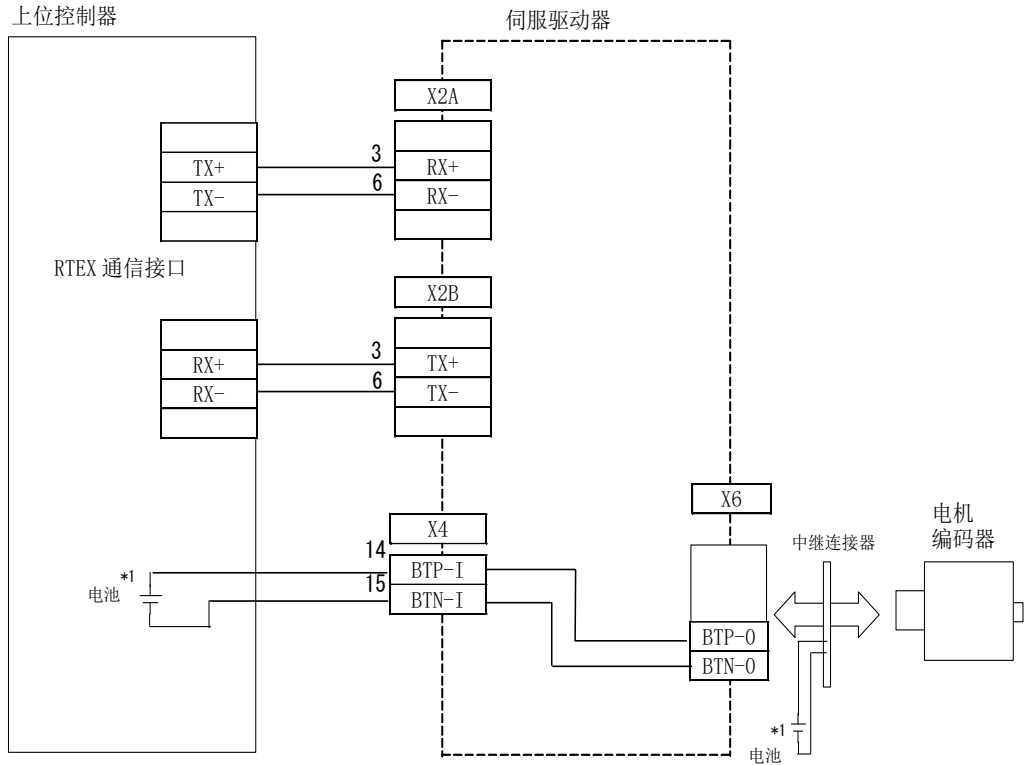 上位控制器
伺服驱动器
X2A
TX+
3
RX+
TX-
6
RX-
RTEX 通信接口
X2B
RX+
3
TX+
RX-
6
TX-
X6
X4
14
BTP-I
15
BTN-I
*1
电池
BTP-O
BTN-O
中继连接器
电机
编码器
*1
电池